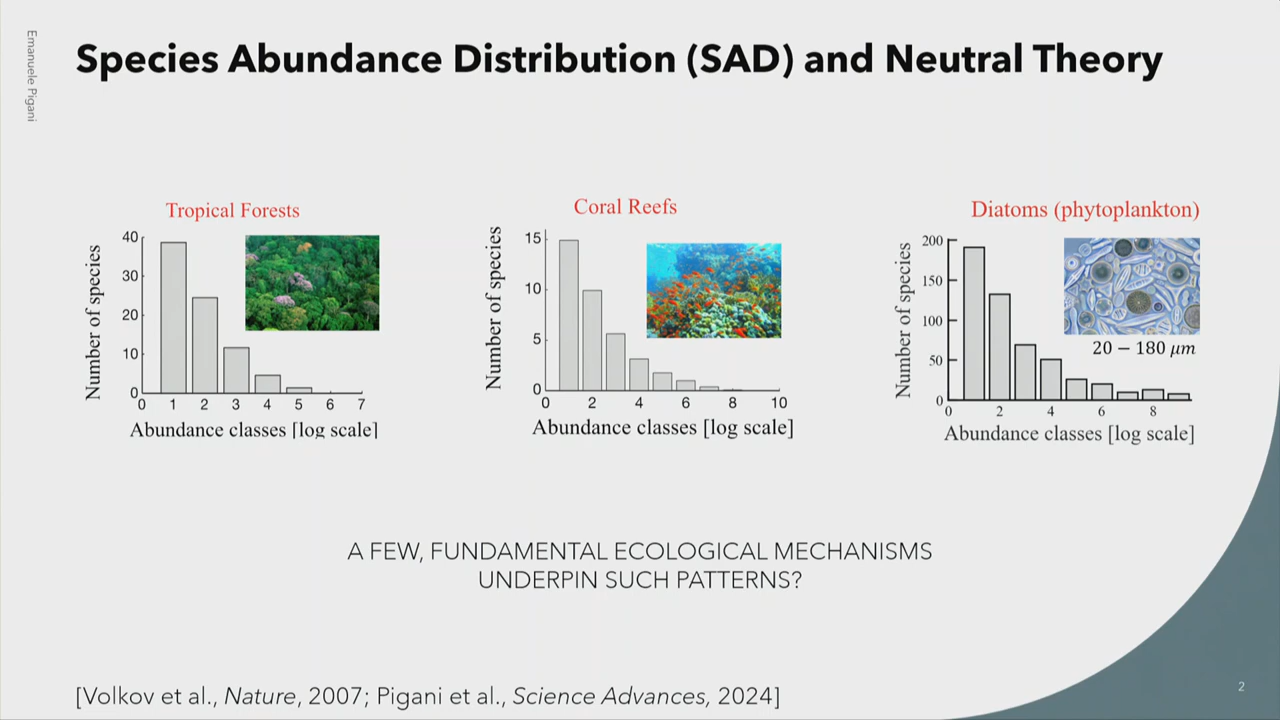 Emanuele Pigani
Species Abundance Distribution (SAD) and Neutral Theory
Tropical Forests
Number of species
40
30
20
10
0
0 1 2 3 4 5 6 7
Abundance classes [log scale]
Coral Reefs
Number of species
15
10
5
0
0 2 4 6 8 10
Abundance classes [log scale]
Diatoms (phytoplankton)
Number of species
200
150
100
50
0
0 2 4 6 8
20 − 180 μm
Abundance classes [log scale]
A FEW, FUNDAMENTAL ECOLOGICAL MECHANISMS
UNDERPIN SUCH PATTERNS?
[Volkov et al., Nature, 2007; Pigani et al., Science Advances, 2024]
2